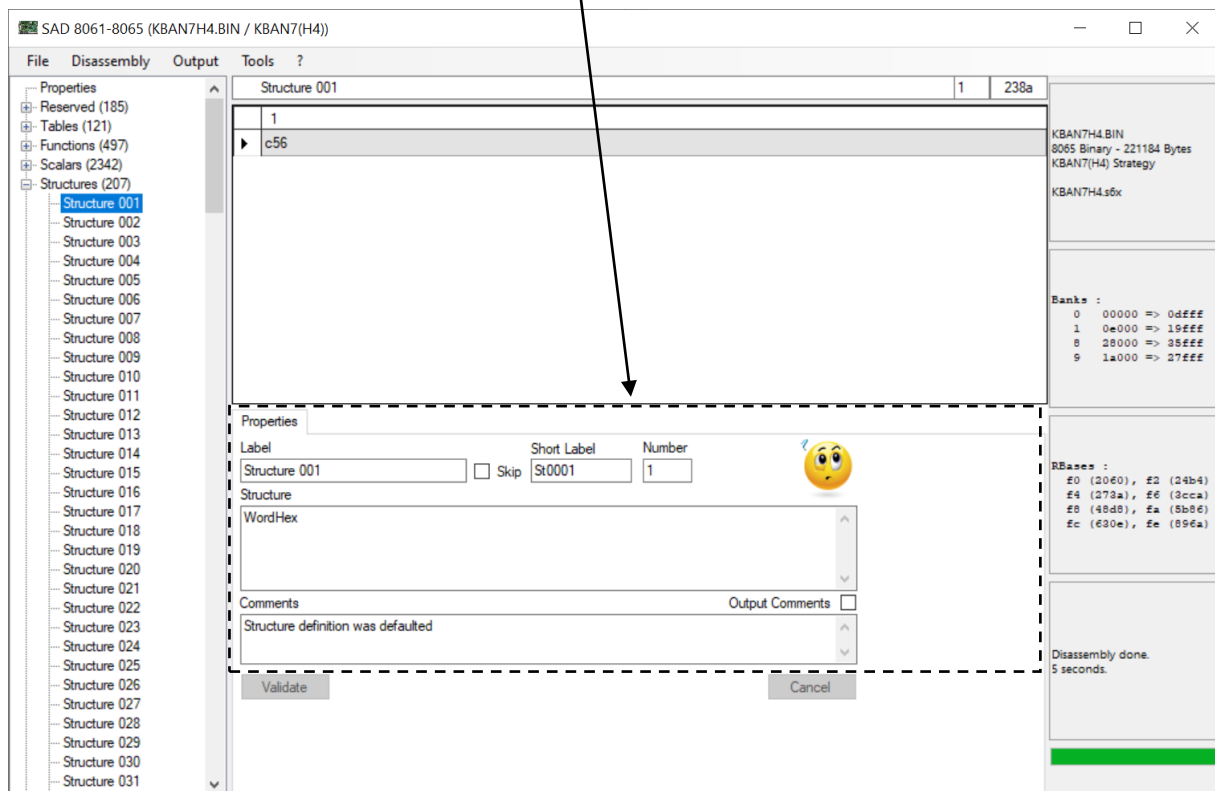 SAD 8061-8065 (KBAN7H4.BIN / KBAN7(H4))
File Disassembly Output Tools ?
Properties
Reserved (185)
Tables (121)
Functions (497)
Scalars (2342)
Structures (207)
Structure 001
Structure 002
Structure 003
Structure 004
Structure 005
Structure 006
Structure 007
Structure 008
Structure 009
Structure 010
Structure 011
Structure 012
Structure 013
Structure 014
Structure 015
Structure 016
Structure 017
Structure 018
Structure 019
Structure 020
Structure 021
Structure 022
Structure 023
Structure 024
Structure 025
Structure 026
Structure 027
Structure 028
Structure 029
Structure 030
Structure 031
Structure 001 1 238a
1
c56
Properties
Label Short Label Number
Structure 001 Skip St0001 1
Structure
WordHex
Comments Output Comments
Structure definition was defaulted
Validate Cancel
KBAN7H4.BIN
8065 Binary - 221184 Bytes
KBAN7(H4) Strategy
KBAN7H4.s6x
Banks :
0 00000 => 0dfff
1 0e000 => 19fff
8 28000 => 35fff
9 1a000 => 27fff
RBases :
f0 (2060), f2 (24b4)
f4 (273a), f6 (3cca)
f8 (48d8), fa (5b86)
fc (630e), fe (896a)
Disassembly done.
5 seconds.